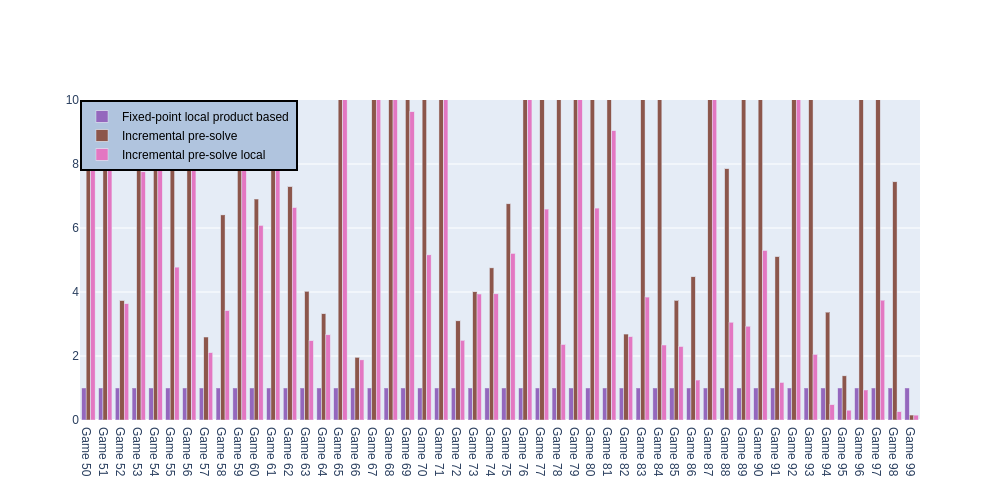 10
8
6
4
2
0
Fixed-point local product based
Incremental pre-solve
Incremental pre-solve local
Game 50
Game 51
Game 52
Game 53
Game 54
Game 55
Game 56
Game 57
Game 58
Game 59
Game 60
Game 61
Game 62
Game 63
Game 64
Game 65
Game 66
Game 67
Game 68
Game 69
Game 70
Game 71
Game 72
Game 73
Game 74
Game 75
Game 76
Game 77
Game 78
Game 79
Game 80
Game 81
Game 82
Game 83
Game 84
Game 85
Game 86
Game 87
Game 88
Game 89
Game 90
Game 91
Game 92
Game 93
Game 94
Game 95
Game 96
Game 97
Game 98
Game 99